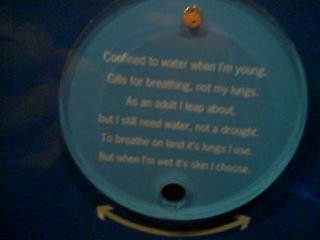 Confined to water when I'm young,
Gills for breathing, not my lungs.
As an adult I leap about,
but I still need water, not a drought.
To breathe on land it's lungs I use.
But when I'm wet it's skin I choose.